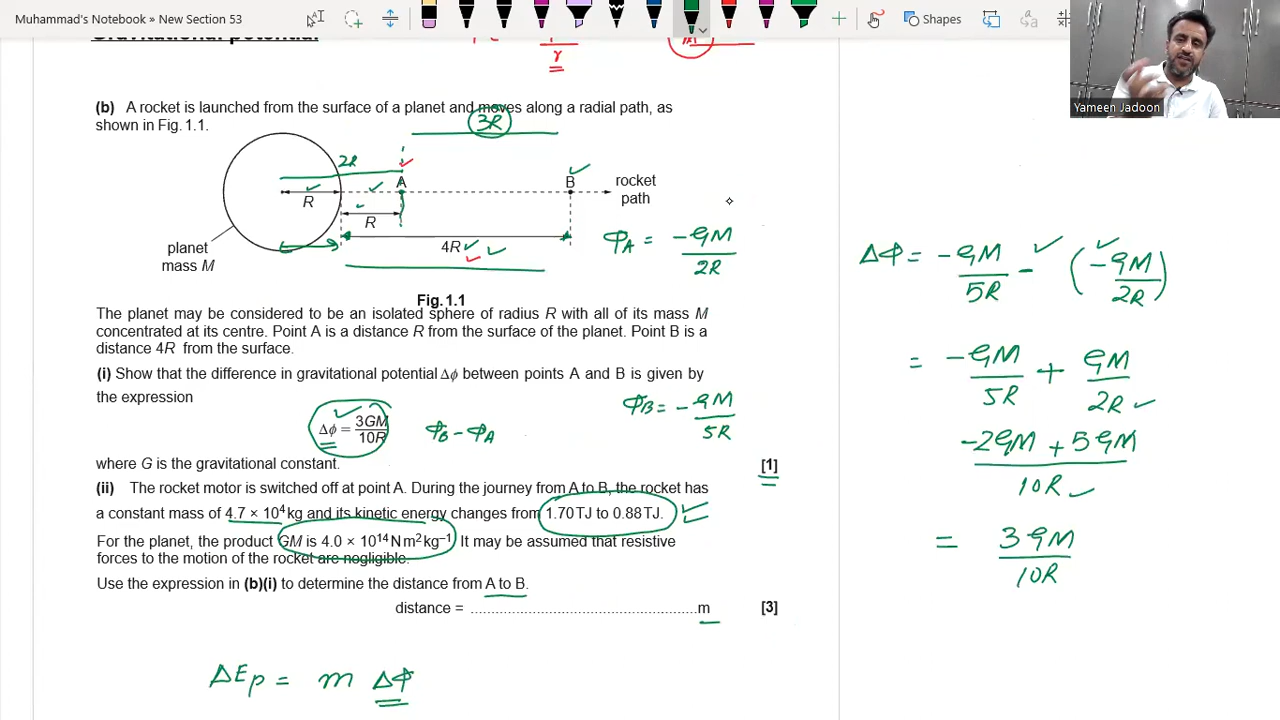 Muhammad's Notebook » New Section 53
Shapes
Yameen Jadoon
Gravitational potential
r
(b) A rocket is launched from the surface of a planet and moves along a radial path, as
shown in Fig. 1.1.
3R
2R
A
B
rocket
path
R
R
planet
mass M
4R
Fig.1.1
ΦA = -GM/2R
The planet may be considered to be an isolated sphere of radius R with all of its mass M
concentrated at its centre. Point A is a distance R from the surface of the planet. Point B is a
distance 4R from the surface.
(i) Show that the difference in gravitational potential Δϕ between points A and B is given by
the expression
Δϕ = 3GM/10R
ΦB - ΦA
ΦB = -GM/5R
where G is the gravitational constant.
[1]
(ii) The rocket motor is switched off at point A. During the journey from A to B, the rocket has
a constant mass of 4.7 × 10⁴ kg and its kinetic energy changes from 1.70 TJ to 0.88 TJ.
For the planet, the product GM is 4.0 × 10¹⁴ N m² kg⁻¹ It may be assumed that resistive
forces to the motion of the rocket are negligible.
Use the expression in (b)(i) to determine the distance from A to B.
distance = ......................................................m [3]
ΔEp = m ΔΦ
ΔΦ = -GM/5R - (-GM/2R)
= -GM/5R + GM/2R
-2GM + 5GM
10R
= 3GM/10R